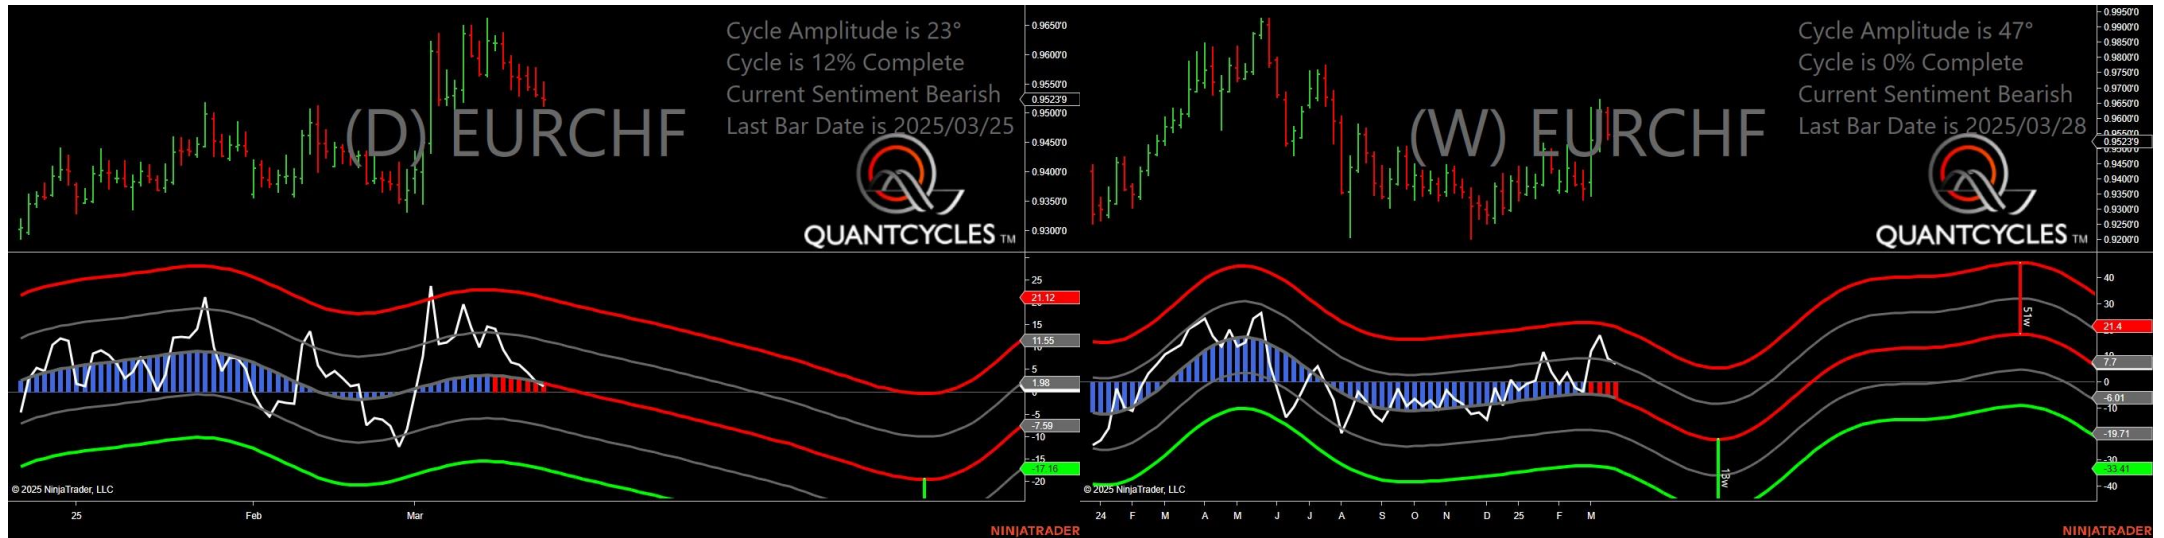 Cycle Amplitude is 23°
Cycle is 12% Complete
Current Sentiment Bearish
Last Bar Date is 2025/03/25
(D) EURCHF
QUANTCYCLES TM
0.9650'0
0.9600'0
0.9550'0
0.9523'9
0.9500'0
0.9450'0
0.9400'0
0.9350'0
0.9300'0
25
21.12
15
11.55
5
1.98
-5
-7.59
-10
-15
-17.16
-20
© 2025 NinjaTrader, LLC
25 Feb Mar
NINJATRADER
Cycle Amplitude is 47°
Cycle is 0% Complete
Current Sentiment Bearish
Last Bar Date is 2025/03/28
(W) EURCHF
QUANTCYCLES TM
0.9950'0
0.9900'0
0.9850'0
0.9800'0
0.9750'0
0.9700'0
0.9650'0
0.9600'0
0.9550'0
0.9523'9
0.9500'0
0.9450'0
0.9400'0
0.9350'0
0.9300'0
0.9250'0
0.9200'0
51w
40
30
21.4
7.7
0
-6.01
-10
-19.71
-30
-33.41
-40
© 2025 NinjaTrader, LLC
24 F M A M J J A S O N D 25 F M
NINJATRADER